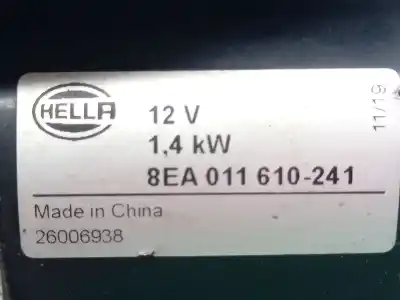 HELLA
12 V
1,4 kW
8EA 011 610-241
11/19
Made in China
26006938